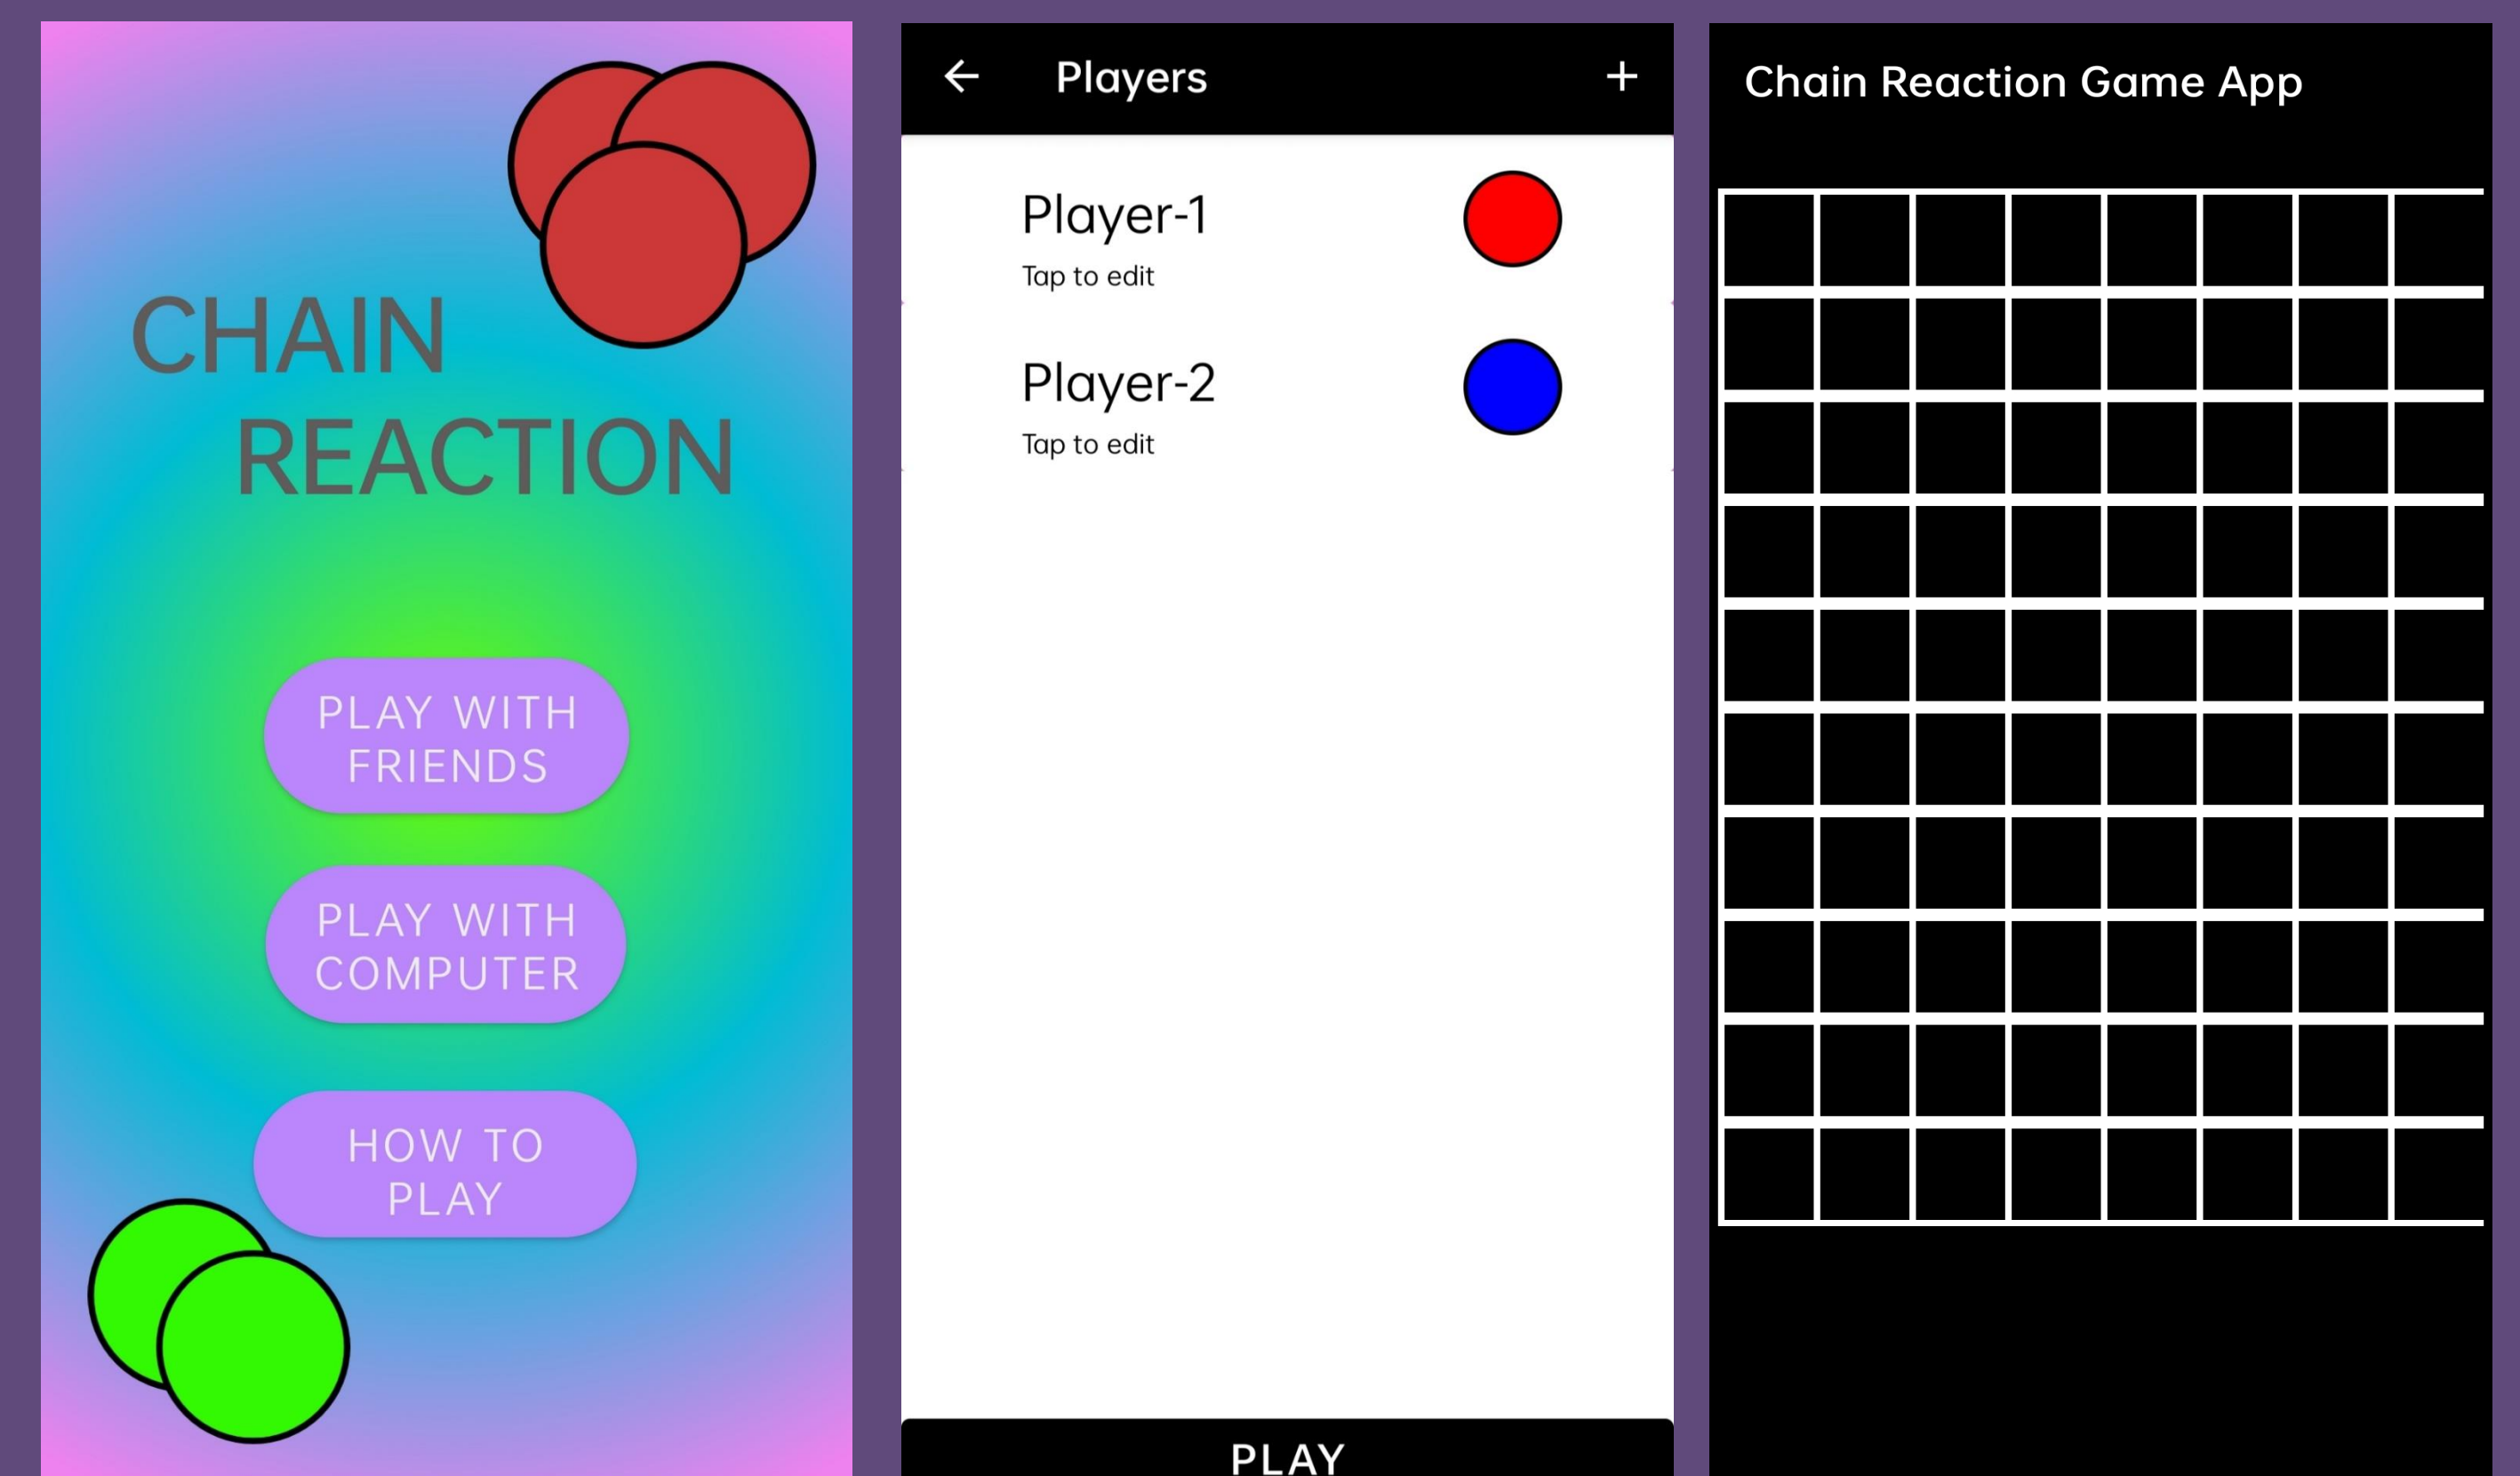 CHAIN
REACTION
PLAY WITH
FRIENDS
PLAY WITH
COMPUTER
HOW TO
PLAY
Players
Player-1
Tap to edit
Player-2
Tap to edit
PLAY
Chain Reaction Game App